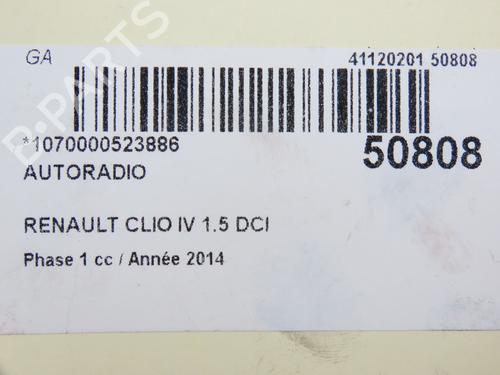 GA 41120201 50808
*1070000523886 50808
AUTORADIO
RENAULT CLIO IV 1.5 DCI
Phase 1 cc / Année 2014
B-PARTS